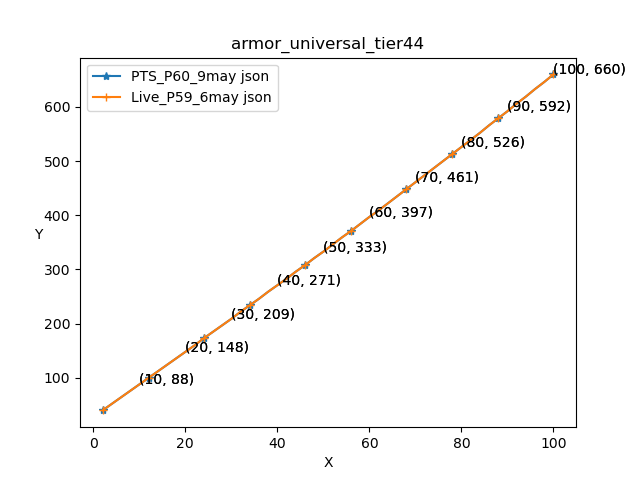 armor_universal_tier44
PTS_P60_9may json
Live_P59_6may json
(100, 660)
(90, 592)
(80, 526)
(70, 461)
(60, 397)
(50, 333)
(40, 271)
(30, 209)
(20, 148)
(10, 88)
600
500
400
300
200
100
Y
0 20 40 60 80 100
X